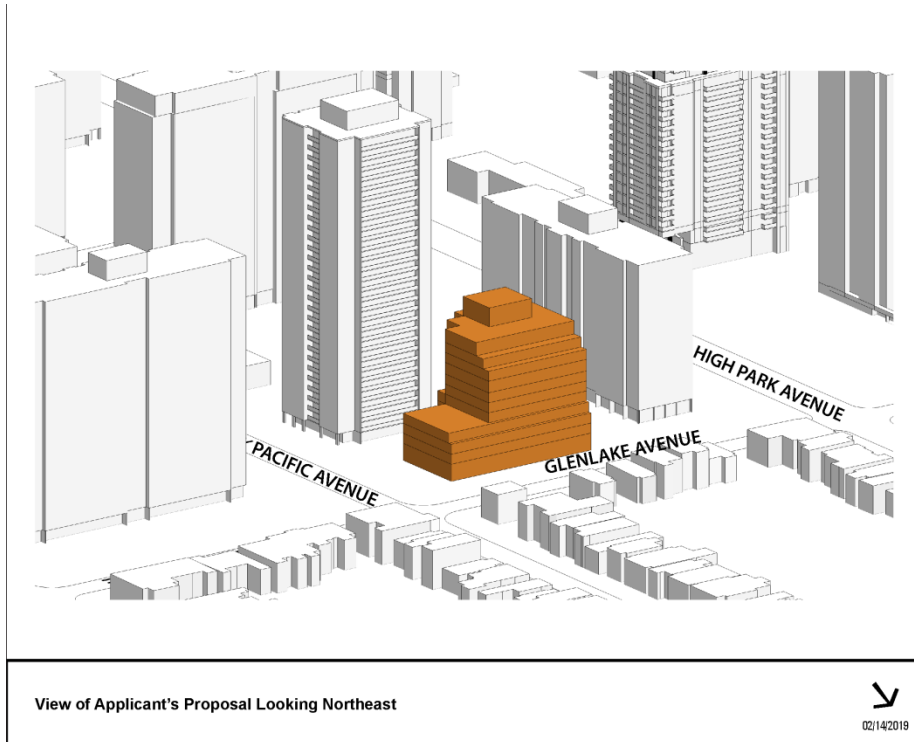 HIGH PARK AVENUE
GLENLAKE AVENUE
PACIFIC AVENUE
View of Applicant's Proposal Looking Northeast
02/14/2019